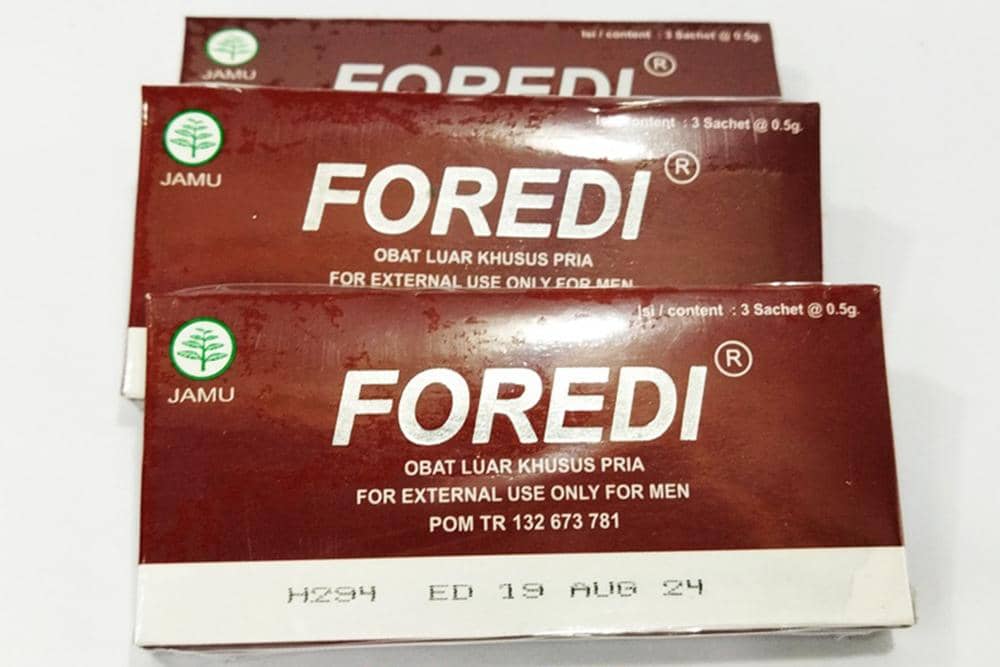 Isi / content : 3 Sachet @ 0.5g.
JAMU
FOREDI ®
Isi / content : 3 Sachet @ 0.5g.
JAMU
FOREDI ®
OBAT LUAR KHUSUS PRIA
FOR EXTERNAL USE ONLY FOR MEN
Isi / content : 3 Sachet @ 0.5g.
JAMU
FOREDI ®
OBAT LUAR KHUSUS PRIA
FOR EXTERNAL USE ONLY FOR MEN
POM TR 132 673 781
H294 ED 19 AUG 24